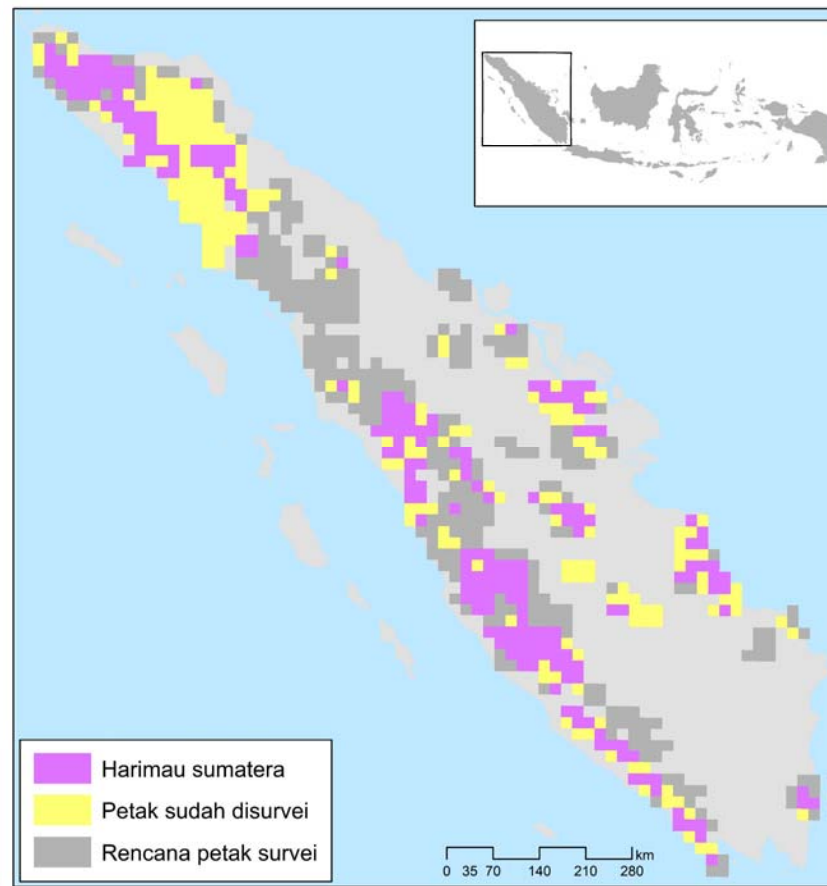 Harimau sumatera
Petak sudah disurvei
Rencana petak survei
km
0 35 70 140 210 280